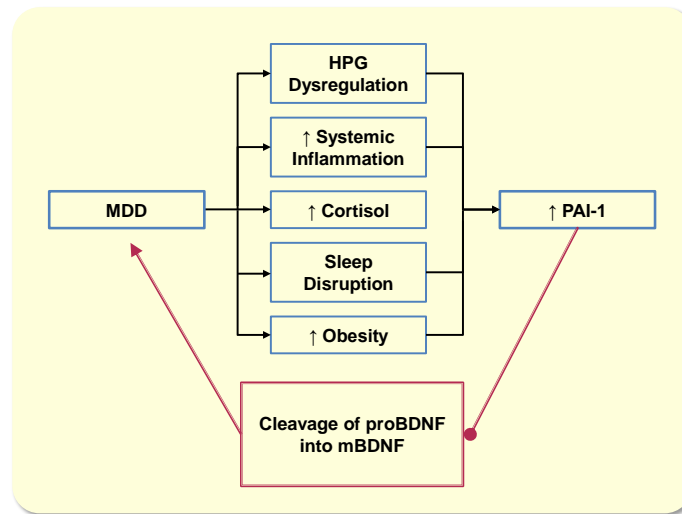 HPG
Dysregulation
↑ Systemic
Inflammation
MDD
↑ Cortisol
↑ PAI-1
Sleep
Disruption
↑ Obesity
Cleavage of proBDNF
into mBDNF